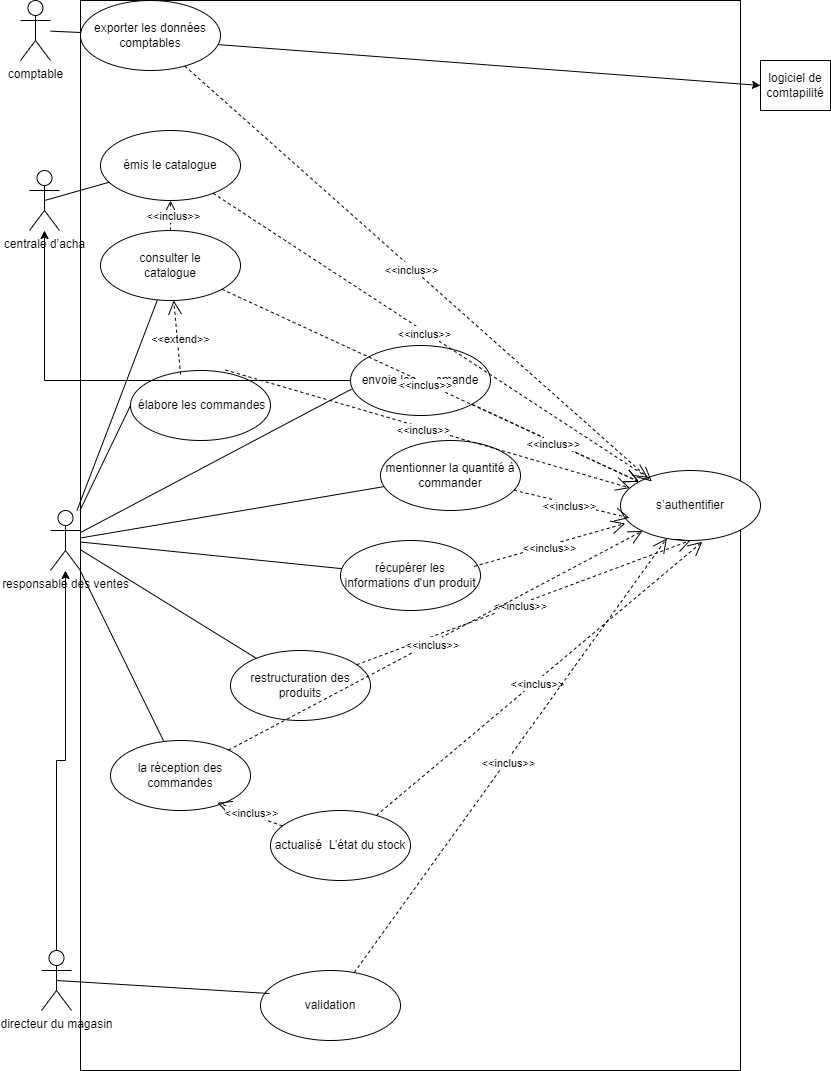 exporter les données
comptables
comptable
logiciel de
comtapilité
émis le catalogue
<<inclus>>
centrale d'acha
consulter le
catalogue
<<inclus>>
<<inclus>>
<<extend>>
envoie
ande
<<inclus>>
élabore les commandes
<<inclus>>
<<inclus>>
mentionner la quantité à
commander
s'authentifier
<<inclus>>
<<inclus>>
récupérer les
informations d'un produit
responsable des ventes
<<inclus>>
<<inclus>>
restructuration des
produits
<<inclus>>
<<inclus>>
la réception des
commandes
<<inclus>>
actualisé L'état du stock
validation
directeur du magasin